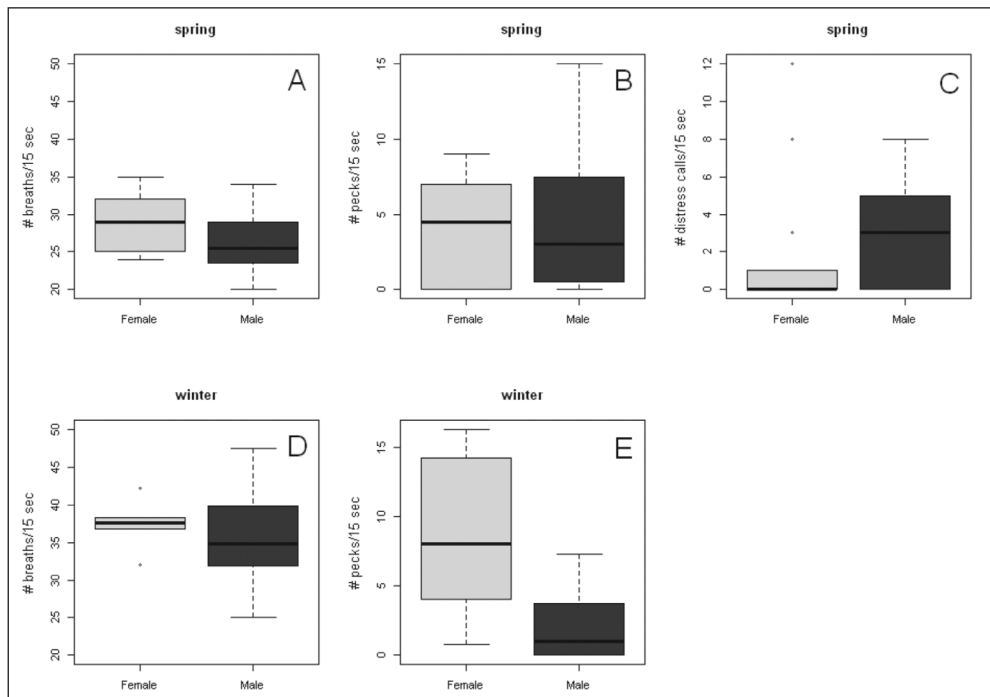 spring
A
# breaths/15 sec
50
45
40
35
30
25
20
Female
Male
spring
B
# pecks/15 sec
15
10
5
0
Female
Male
spring
C
# distress calls/15 sec
12
10
8
6
4
2
0
Female
Male
winter
D
# breaths/15 sec
50
45
40
35
30
25
20
Female
Male
winter
E
# pecks/15 sec
15
10
5
0
Female
Male